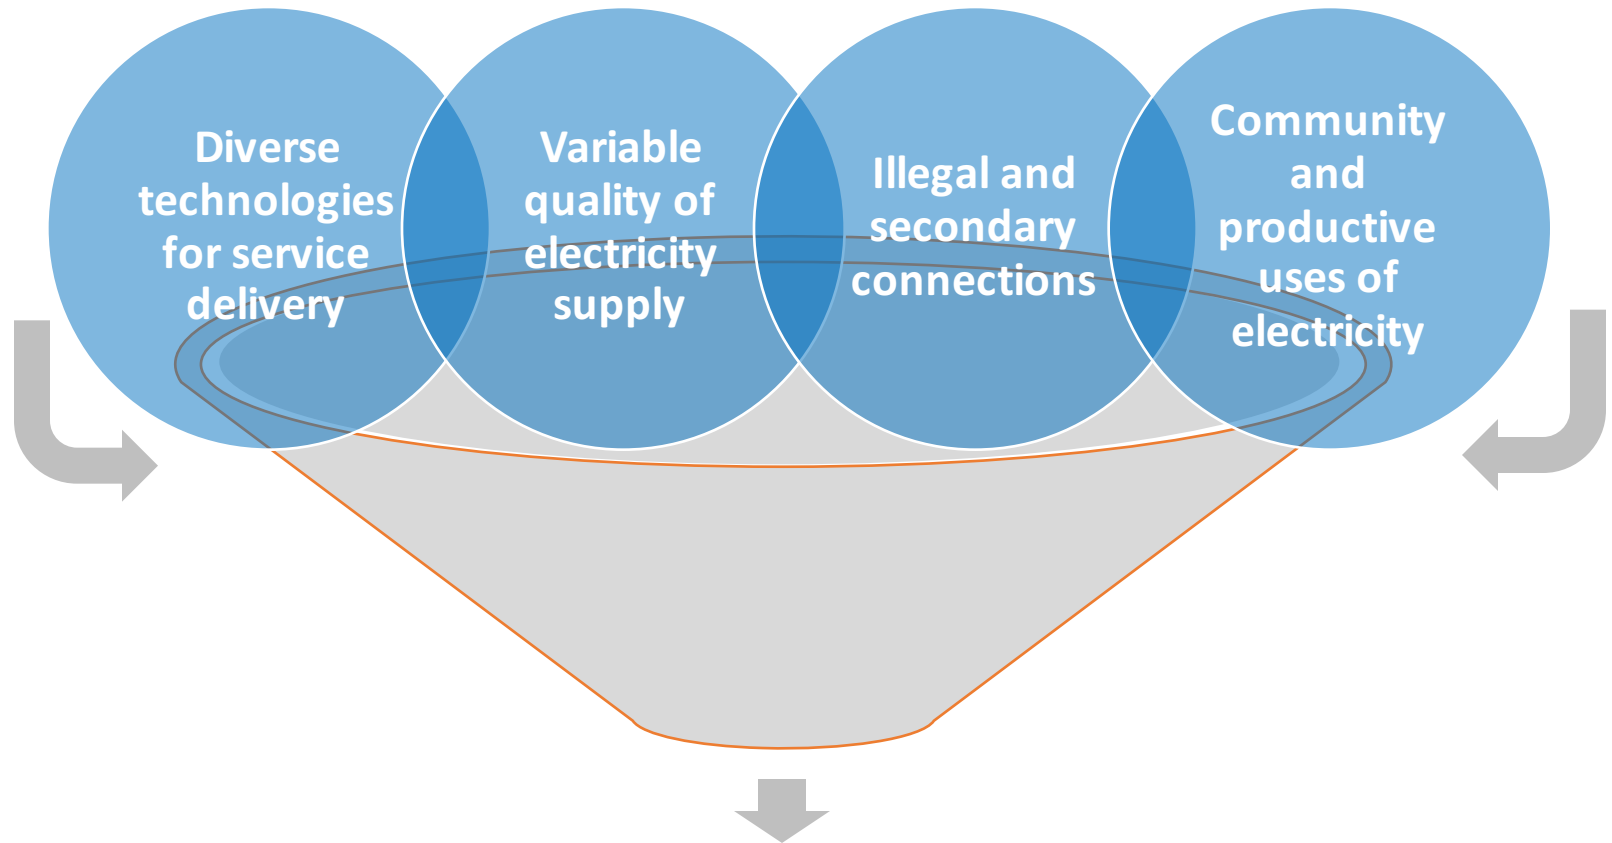 Diverse
technologies
for service
delivery
Variable
quality of
electricity
supply
Illegal and
secondary
connections
Community
and
productive
uses of
electricity